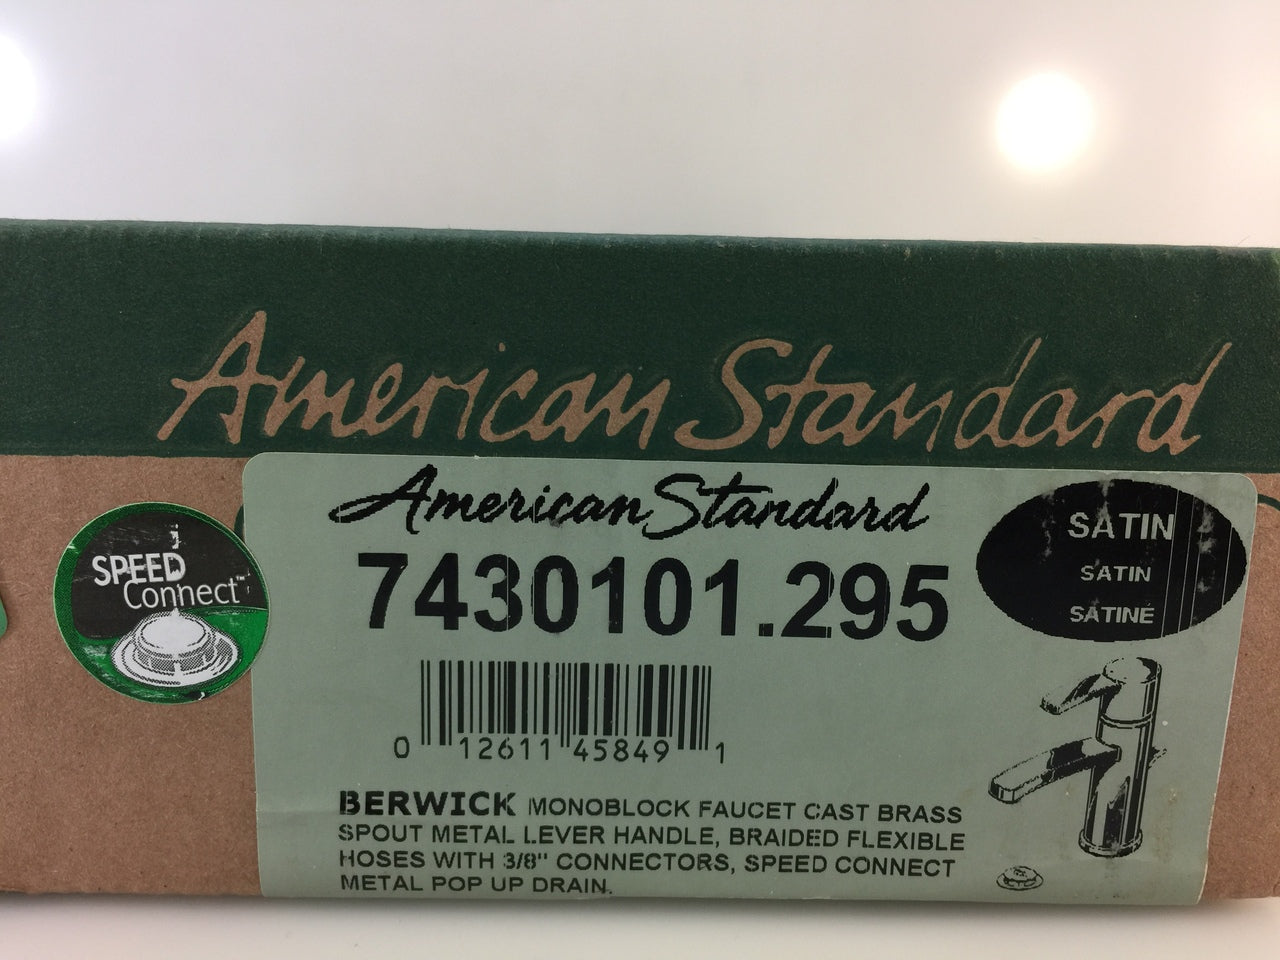 American Standard
American Standard
7430101.295
SATIN
SATIN
SATINÉ
SPEED
Connect™
0 12611 45849 1
BERWICK MONOBLOCK FAUCET CAST BRASS
SPOUT METAL LEVER HANDLE, BRAIDED FLEXIBLE
HOSES WITH 3/8" CONNECTORS, SPEED CONNECT
METAL POP UP DRAIN.